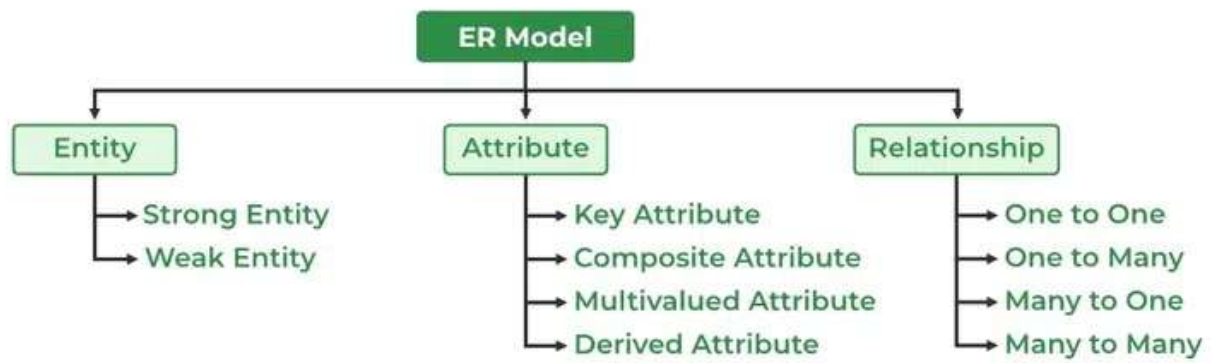 ER Model
Entity
Attribute
Relationship
Strong Entity
Weak Entity
Key Attribute
Composite Attribute
Multivalued Attribute
Derived Attribute
One to One
One to Many
Many to One
Many to Many